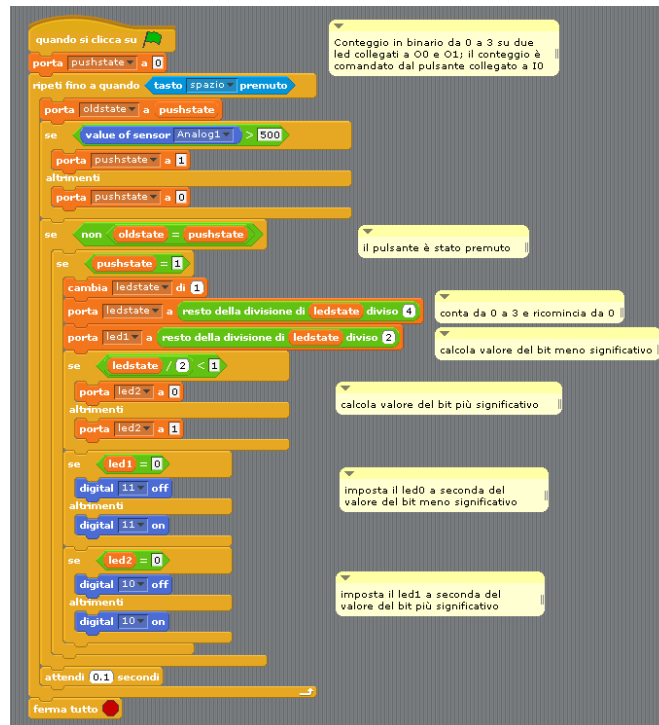 quando si clicca su
porta pushstate a 0
ripeti fino a quando tasto spazio premuto
porta oldstate a pushstate
se value of sensor Analog1 > 500
porta pushstate a 1
altrimenti
porta pushstate a 0
se non oldstate = pushstate
se pushstate = 1
cambia ledstate di 1
porta ledstate a resto della divisione di ledstate diviso 4
porta led1 a resto della divisione di ledstate diviso 2
se ledstate / 2 < 1
porta led2 a 0
altrimenti
porta led2 a 1
se led1 = 0
digital 11 off
altrimenti
digital 11 on
se led2 = 0
digital 10 off
altrimenti
digital 10 on
attendi 0.1 secondi
ferma tutto
Conteggio in binario da 0 a 3 su due
led collegati a O0 e O1; il conteggio è
comandato dal pulsante collegato a I0
il pulsante è stato premuto
conta da 0 a 3 e ricomincia da 0
calcola valore del bit meno significativo
calcola valore del bit più significativo
imposta il led0 a seconda del
valore del bit meno significativo
imposta il led1 a seconda del
valore del bit più significativo